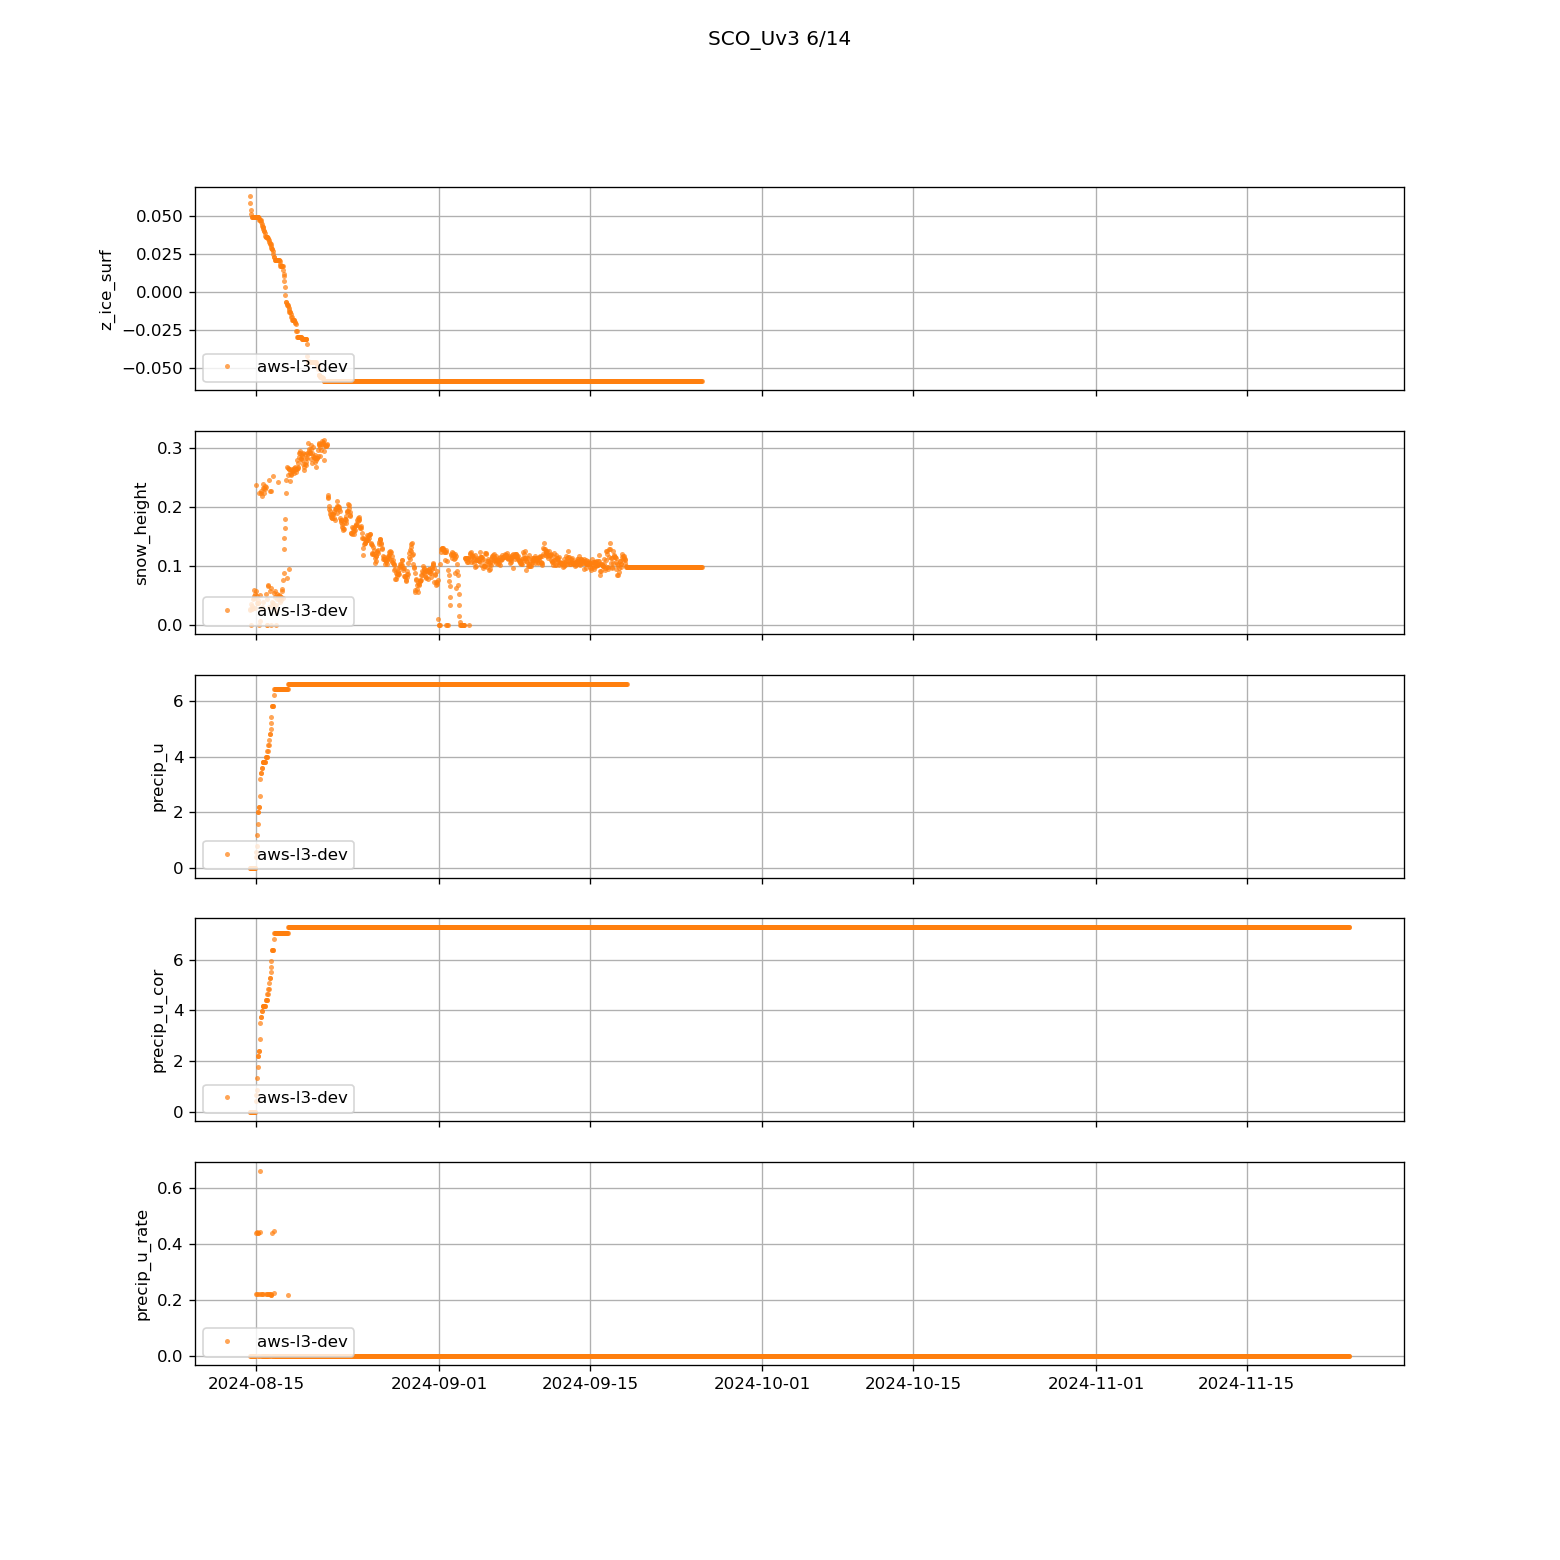 SCO_Uv3 6/14
z_ice_surf
0.050
0.025
0.000
−0.025
−0.050
aws-l3-dev
snow_height
0.3
0.2
0.1
0.0
aws-l3-dev
precip_u
6
4
2
0
aws-l3-dev
precip_u_cor
6
4
2
0
aws-l3-dev
precip_u_rate
0.6
0.4
0.2
0.0
aws-l3-dev
2024-08-15 2024-09-01 2024-09-15 2024-10-01 2024-10-15 2024-11-01 2024-11-15